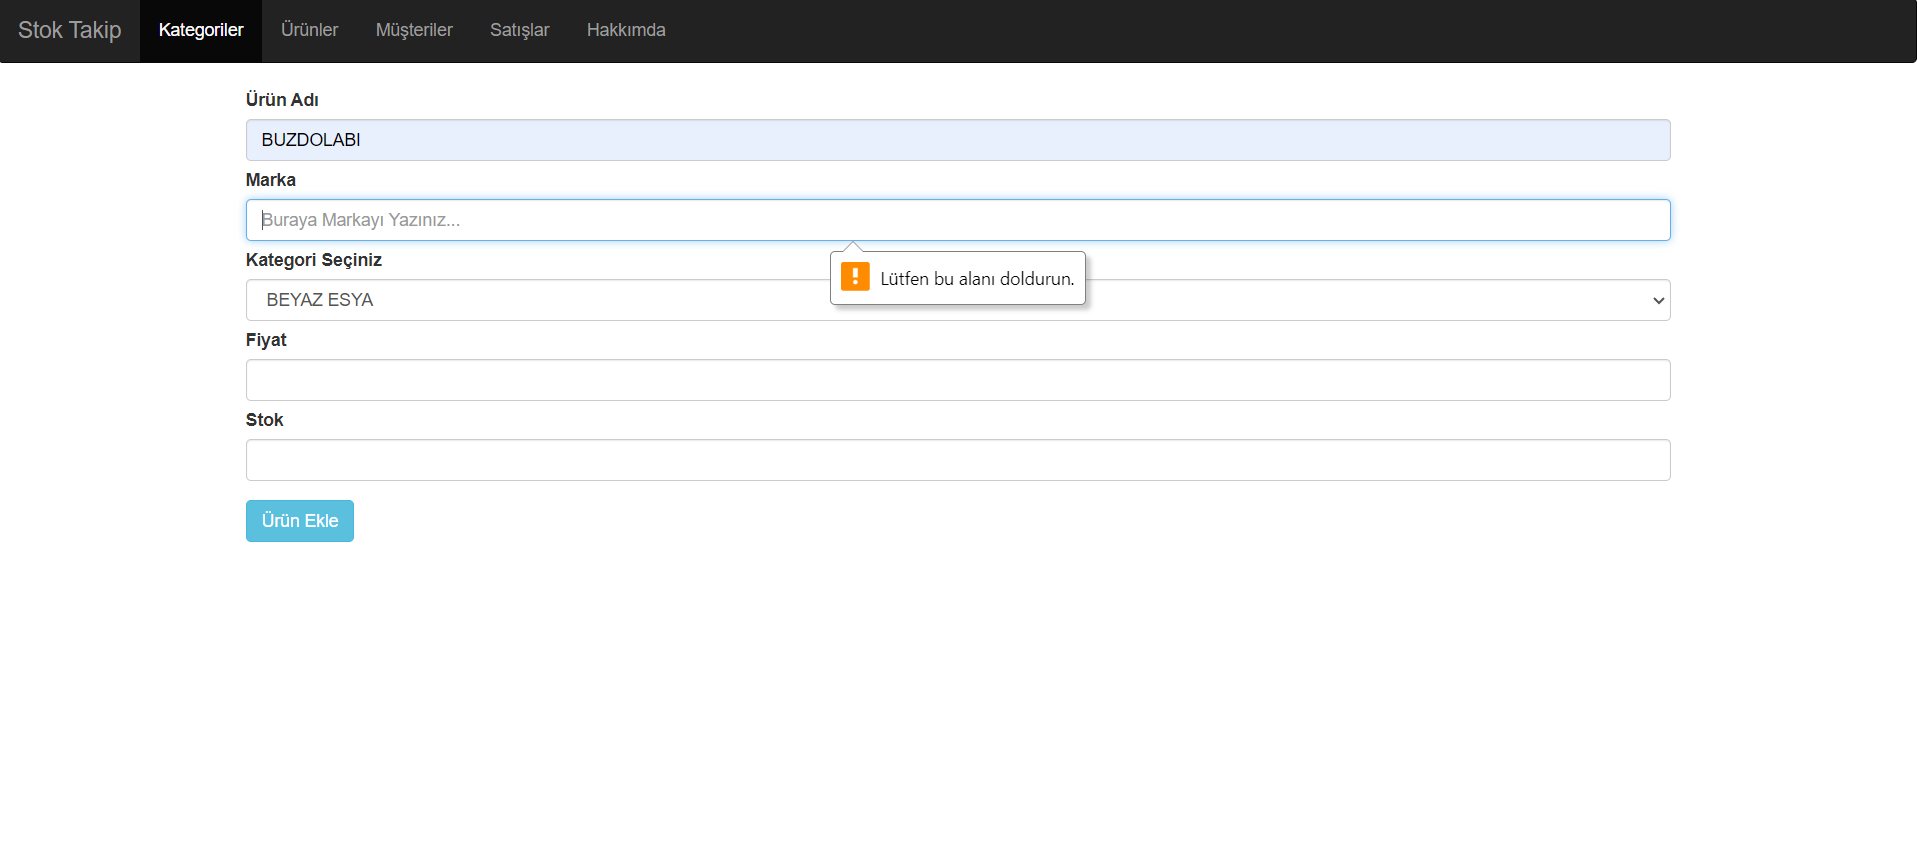 Stok Takip Kategoriler Ürünler Müşteriler Satışlar Hakkımda
Ürün Adı
BUZDOLABI
Marka
Buraya Markayı Yazınız...
Kategori Seçiniz
Lütfen bu alanı doldurun.
BEYAZ ESYA
Fiyat
Stok
Ürün Ekle